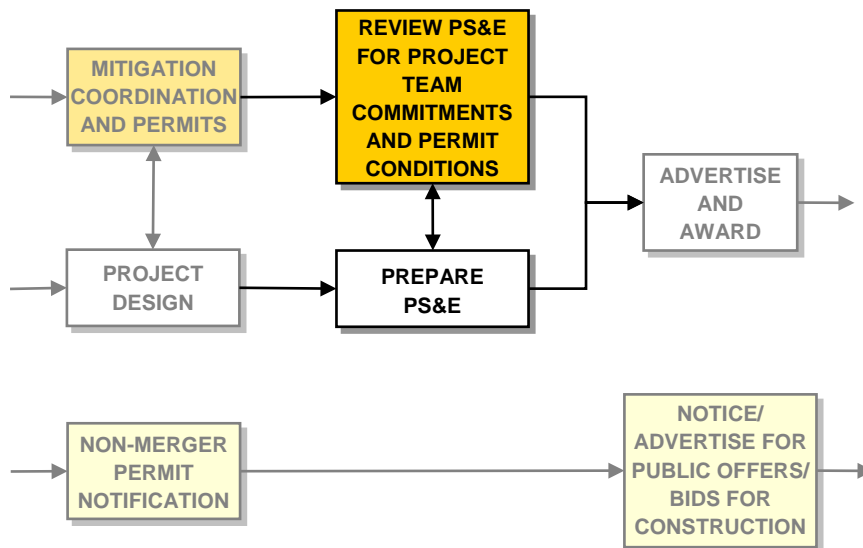 MITIGATION
COORDINATION
AND PERMITS
REVIEW PS&E
FOR PROJECT
TEAM
COMMITMENTS
AND PERMIT
CONDITIONS
ADVERTISE
AND
AWARD
PROJECT
DESIGN
PREPARE
PS&E
NON-MERGER
PERMIT
NOTIFICATION
NOTICE/
ADVERTISE FOR
PUBLIC OFFERS/
BIDS FOR
CONSTRUCTION